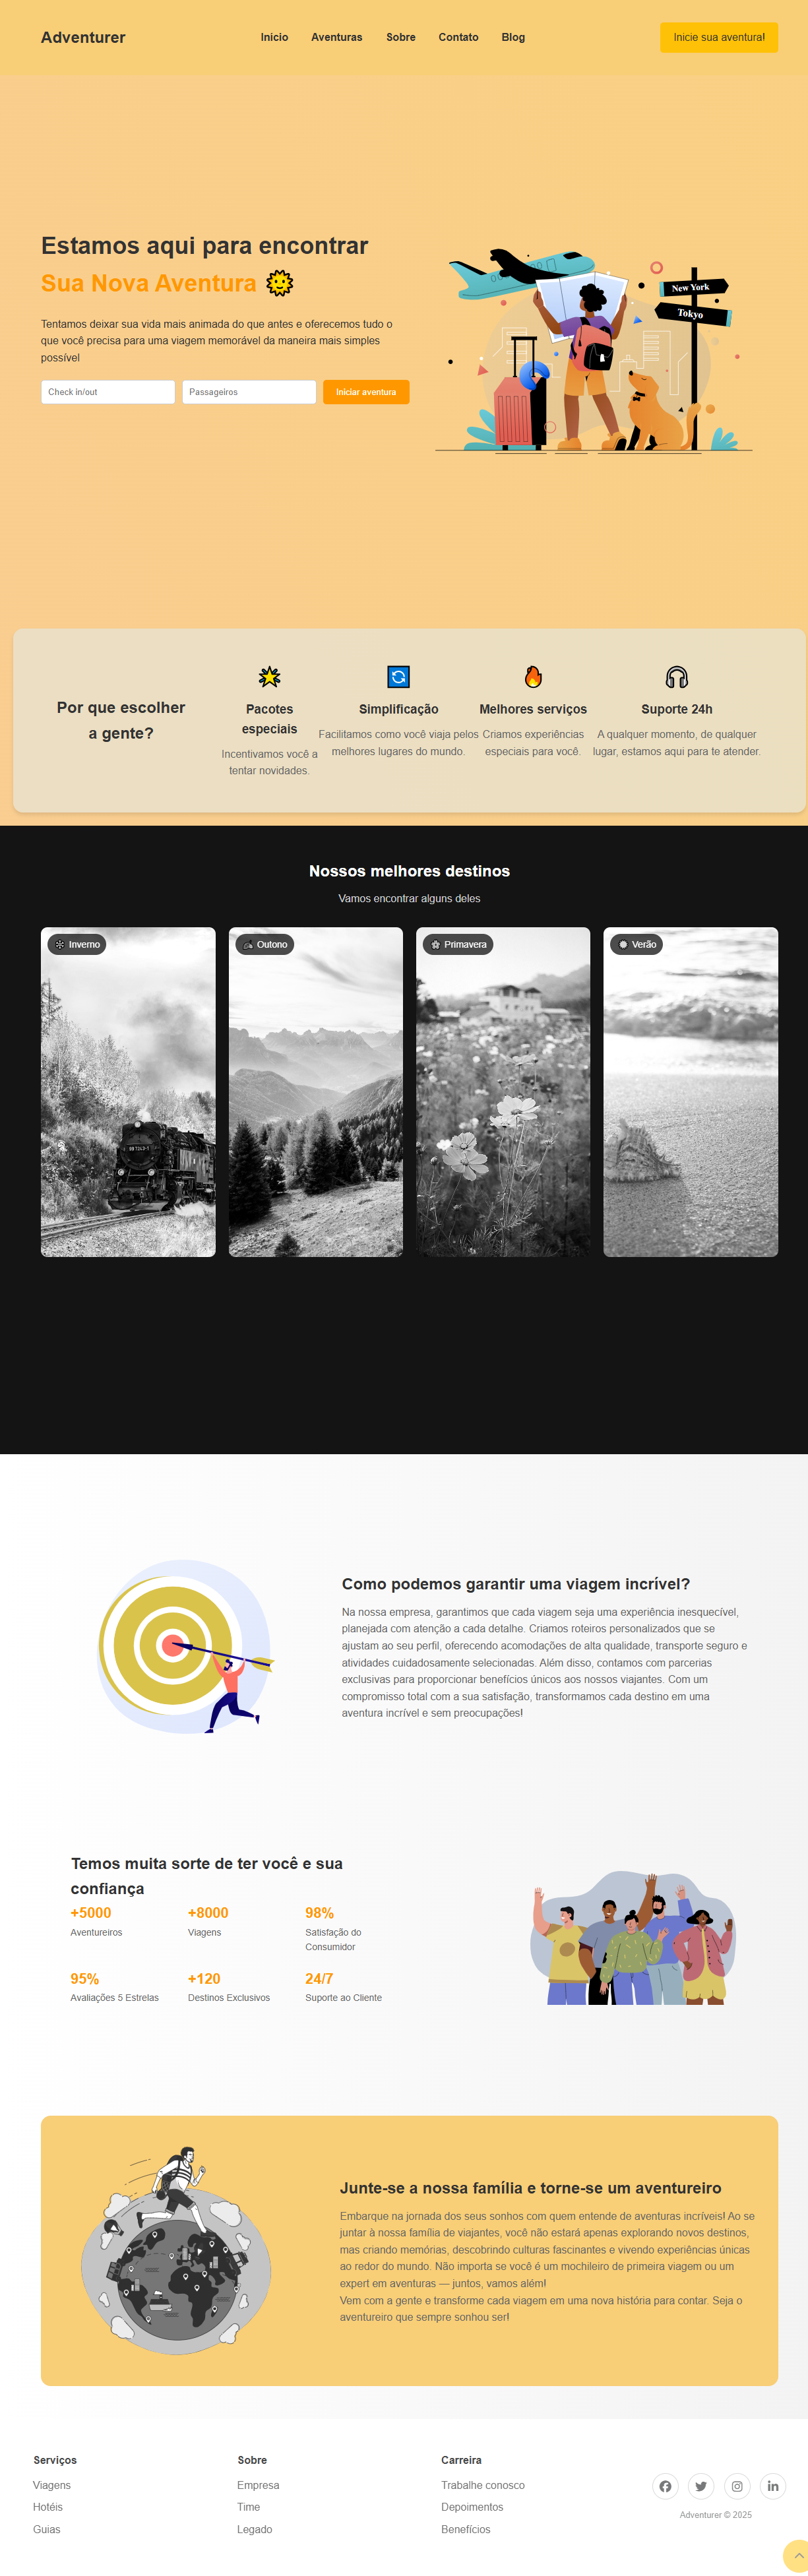 Adventurer
Inicio Aventuras Sobre Contato Blog
Inicie sua aventura!
Estamos aqui para encontrar
Sua Nova Aventura
Tentamos deixar sua vida mais animada do que antes e oferecemos tudo o
que você precisa para uma viagem memorável da maneira mais simples
possível
Check in/out
Passageiros
Iniciar aventura
New York
Tokyo
Por que escolher
a gente?
Pacotes
especiais
Incentivamos você a
tentar novidades.
Simplificação
Facilitamos como você viaja pelos
melhores lugares do mundo.
Melhores serviços
Criamos experiências
especiais para você.
Suporte 24h
A qualquer momento, de qualquer
lugar, estamos aqui para te atender.
Nossos melhores destinos
Vamos encontrar alguns deles
Inverno
Outono
Primavera
Verão
Como podemos garantir uma viagem incrível?
Na nossa empresa, garantimos que cada viagem seja uma experiência inesquecível,
planejada com atenção a cada detalhe. Criamos roteiros personalizados que se
ajustam ao seu perfil, oferecendo acomodações de alta qualidade, transporte seguro e
atividades cuidadosamente selecionadas. Além disso, contamos com parcerias
exclusivas para proporcionar benefícios únicos aos nossos viajantes. Com um
compromisso total com a sua satisfação, transformamos cada destino em uma
aventura incrível e sem preocupações!
Temos muita sorte de ter você e sua
confiança
+5000
Aventureiros
+8000
Viagens
98%
Satisfação do
Consumidor
95%
Avaliações 5 Estrelas
+120
Destinos Exclusivos
24/7
Suporte ao Cliente
Junte-se a nossa família e torne-se um aventureiro
Embarque na jornada dos seus sonhos com quem entende de aventuras incríveis! Ao se
juntar à nossa família de viajantes, você não estará apenas explorando novos destinos,
mas criando memórias, descobrindo culturas fascinantes e vivendo experiências únicas
ao redor do mundo. Não importa se você é um mochileiro de primeira viagem ou um
expert em aventuras — juntos, vamos além!
Vem com a gente e transforme cada viagem em uma nova história para contar. Seja o
aventureiro que sempre sonhou ser!
Serviços
Viagens
Hotéis
Guias
Sobre
Empresa
Time
Legado
Carreira
Trabalhe conosco
Depoimentos
Benefícios
Adventurer © 2025